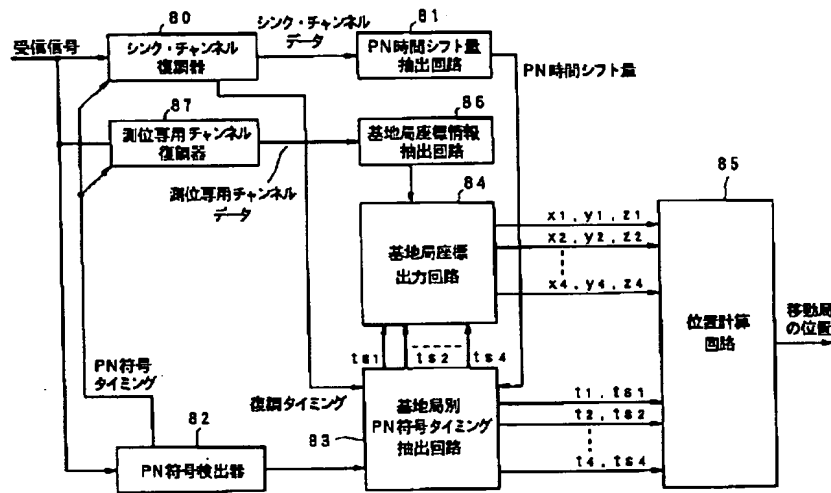 受信信号
80
シンク・チャンネル
復調器
シンク・チャンネル
データ
81
PN時間シフト量
抽出回路
PN時間シフト量
87
測位専用チャンネル
復調器
測位専用チャンネル
データ
86
基地局座標情報
抽出回路
84
基地局座標
出力回路
x1, y1, z1
x2, y2, z2
x4, y4, z4
85
位置計算
回路
移動局
の位置
ts1
ts2
ts4
PN符号
タイミング
復調タイミング
82
PN符号検出器
83
基地局別
PN符号タイミング
抽出回路
t1, ts1
t2, ts2
t4, ts4